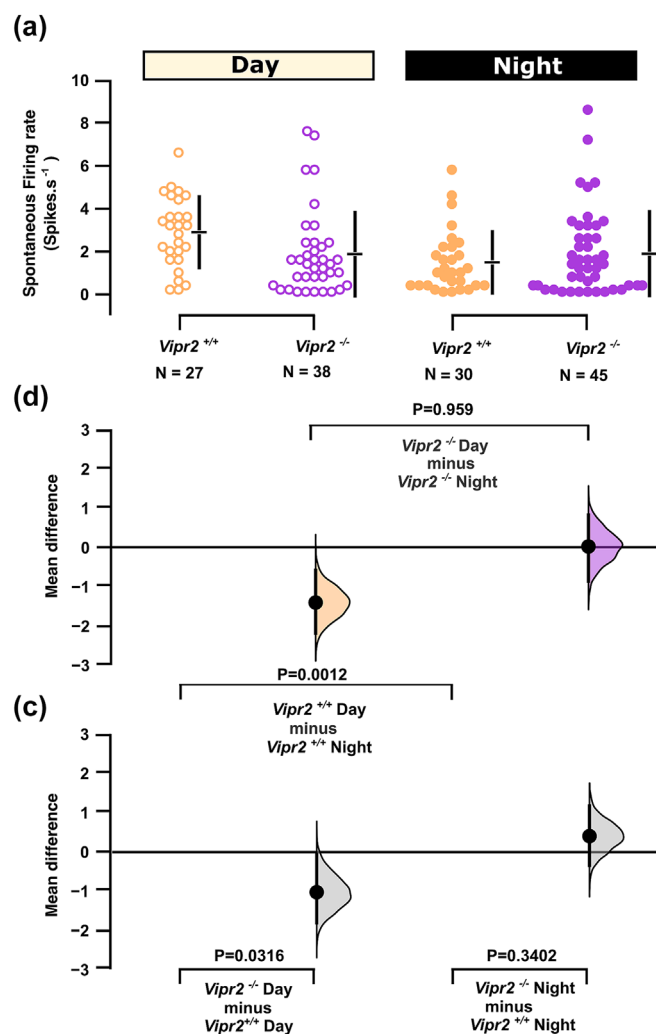 (a)
Day Night
Spontaneous Firing rate
(Spikes.s⁻¹)
10
8
6
4
2
0
Vipr2 +/+ Vipr2 -/- Vipr2 +/+ Vipr2 -/-
N = 27 N = 38 N = 30 N = 45
(d)
P=0.959
Vipr2 -/- Day
minus
Vipr2 -/- Night
Mean difference
3
2
1
0
−1
−2
−3
P=0.0012
Vipr2 +/+ Day
minus
Vipr2 +/+ Night
(c)
Mean difference
3
2
1
0
−1
−2
−3
P=0.0316 P=0.3402
Vipr2 -/- Day Vipr2 -/- Night
minus minus
Vipr2+/+ Day Vipr2 +/+ Night